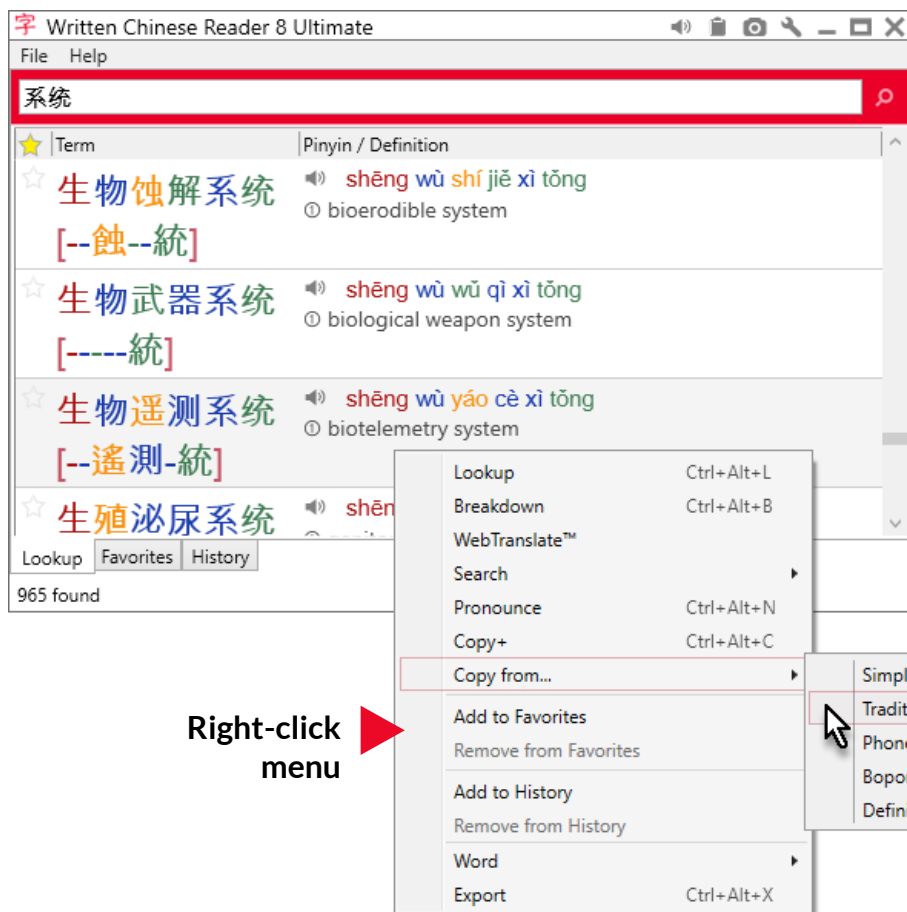 字 Written Chinese Reader 8 Ultimate
File Help
系统
Term Pinyin / Definition
生物蚀解系统 shēng wù shí jiě xì tǒng
[--蝕--統] ① bioerodible system
生物武器系统 shēng wù wǔ qì xì tǒng
[-----統] ① biological weapon system
生物遥测系统 shēng wù yáo cè xì tǒng
[--遙測-統] ① biotelemetry system
生殖泌尿系统
Lookup Favorites History
965 found
Lookup Ctrl+Alt+L
Breakdown Ctrl+Alt+B
WebTranslate™
Search
Pronounce Ctrl+Alt+N
Copy+ Ctrl+Alt+C
Copy from...
Add to Favorites
Remove from Favorites
Add to History
Remove from History
Word
Export Ctrl+Alt+X
Right-click
menu